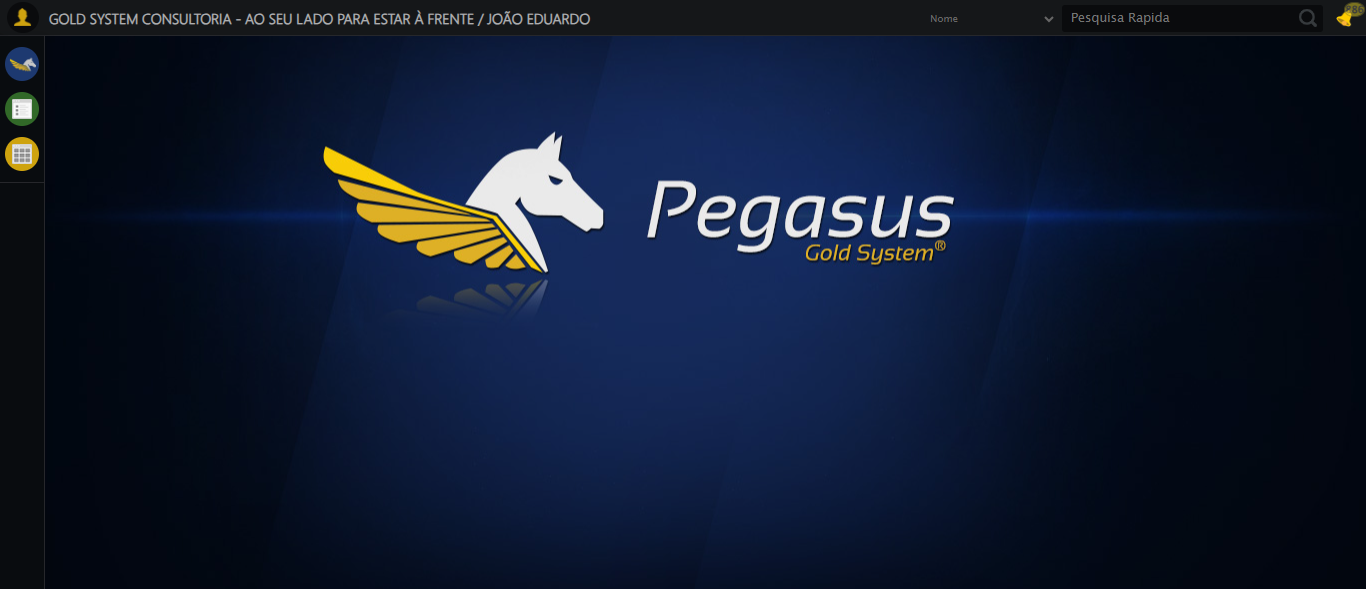 GOLD SYSTEM CONSULTORIA - AO SEU LADO PARA ESTAR À FRENTE / JOÃO EDUARDO
Nome
Pesquisa Rapida
Pegasus
Gold System®